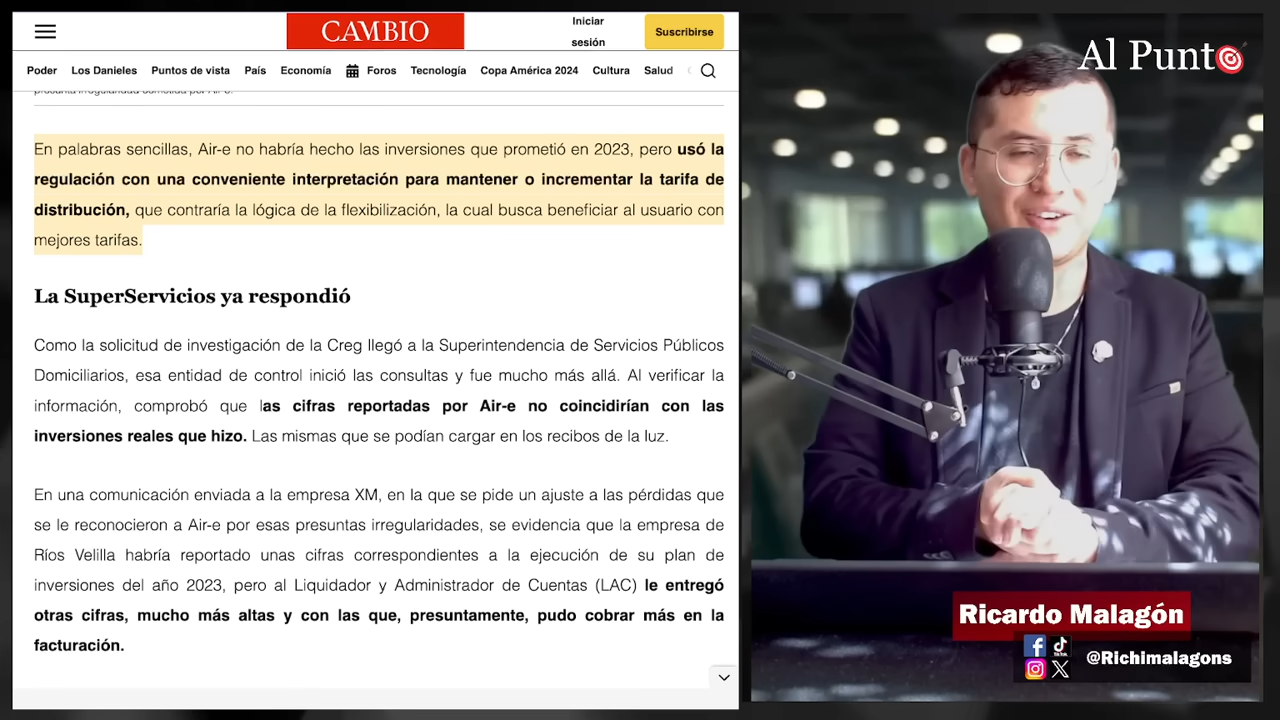 CAMBIO
Iniciar
sesión
Suscribirse
Poder Los Danieles Puntos de vista País Economía Foros Tecnología Copa América 2024 Cultura Salud
En palabras sencillas, Air-e no habría hecho las inversiones que prometió en 2023, pero usó la
regulación con una conveniente interpretación para mantener o incrementar la tarifa de
distribución, que contraría la lógica de la flexibilización, la cual busca beneficiar al usuario con
mejores tarifas.
La SuperServicios ya respondió
Como la solicitud de investigación de la Creg llegó a la Superintendencia de Servicios Públicos
Domiciliarios, esa entidad de control inició las consultas y fue mucho más allá. Al verificar la
información, comprobó que las cifras reportadas por Air-e no coincidirían con las
inversiones reales que hizo. Las mismas que se podían cargar en los recibos de la luz.
En una comunicación enviada a la empresa XM, en la que se pide un ajuste a las pérdidas que
se le reconocieron a Air-e por esas presuntas irregularidades, se evidencia que la empresa de
Ríos Velilla habría reportado unas cifras correspondientes a la ejecución de su plan de
inversiones del año 2023, pero al Liquidador y Administrador de Cuentas (LAC) le entregó
otras cifras, mucho más altas y con las que, presuntamente, pudo cobrar más en la
facturación.
Al Punto
Ricardo Malagón
@Richimalagons